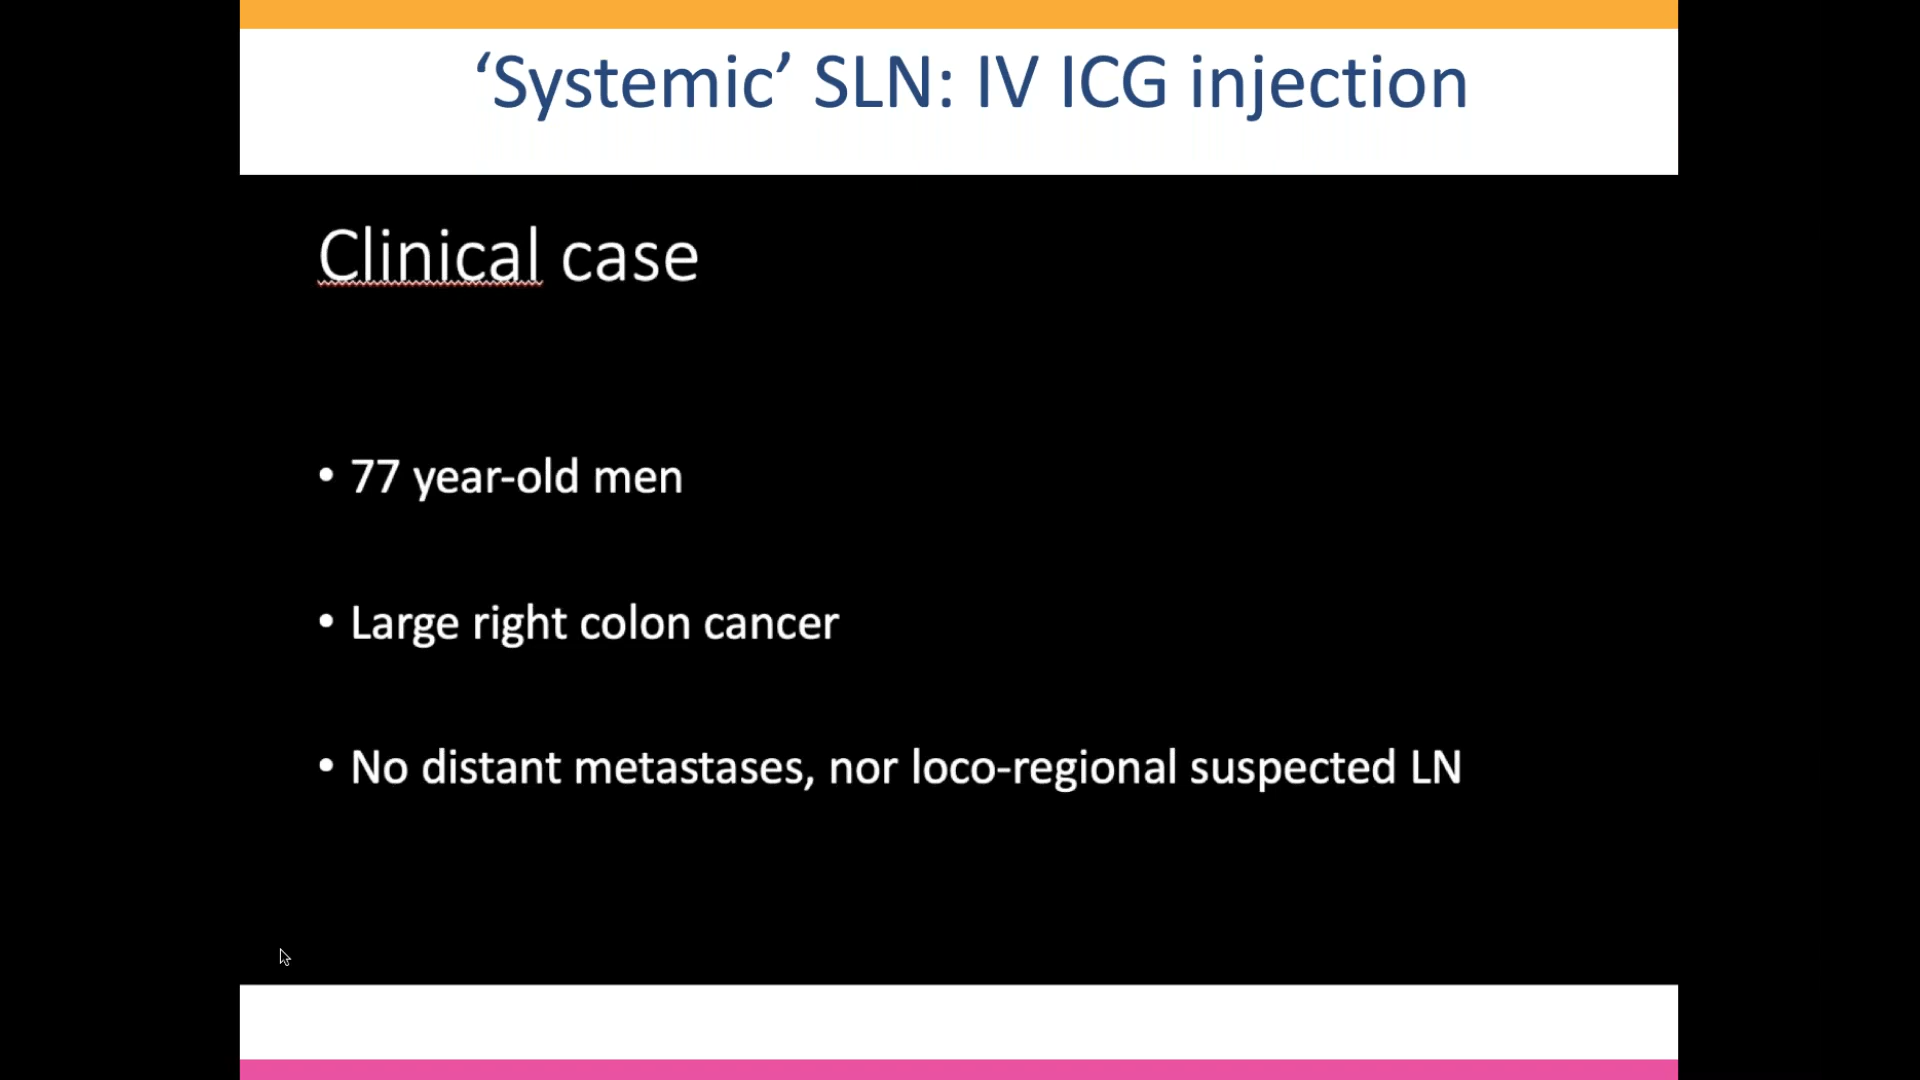 ‘Systemic’ SLN: IV ICG injection
Clinical case
• 77 year-old men
• Large right colon cancer
• No distant metastases, nor loco-regional suspected LN